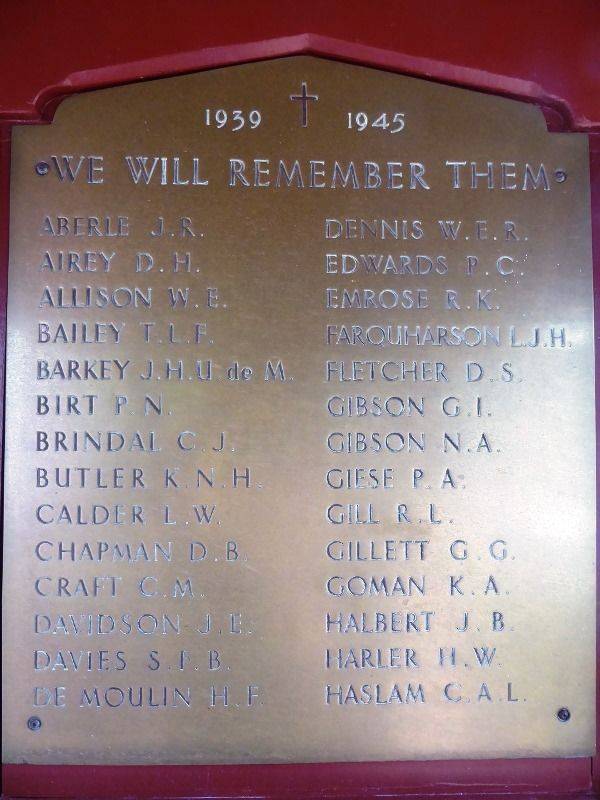 1939 1945
WE WILL REMEMBER THEM
ABERLE J.R.
AIREY D.H.
ALLISON W.E.
BAILEY T.L.F.
BARKEY J.H.U. de M.
BIRT P.N.
BRINDAL C.J.
BUTLER K.N.H.
CALDER L.W.
CHAPMAN D.B.
CRAFT C.M.
DAVIDSON J.E.
DAVIES S.P.B.
DE MOULIN H.F.
DENNIS W.E.R.
EDWARDS P.C.
EMROSE R.K.
FARQUHARSON L.J.H.
FLETCHER D.S.
GIBSON G.I.
GIBSON N.A.
GIESE P.A.
GILL R.L.
GILLETT G.G.
GOMAN K.A.
HALBERT J.B.
HARLER H.W.
HASLAM C.A.L.